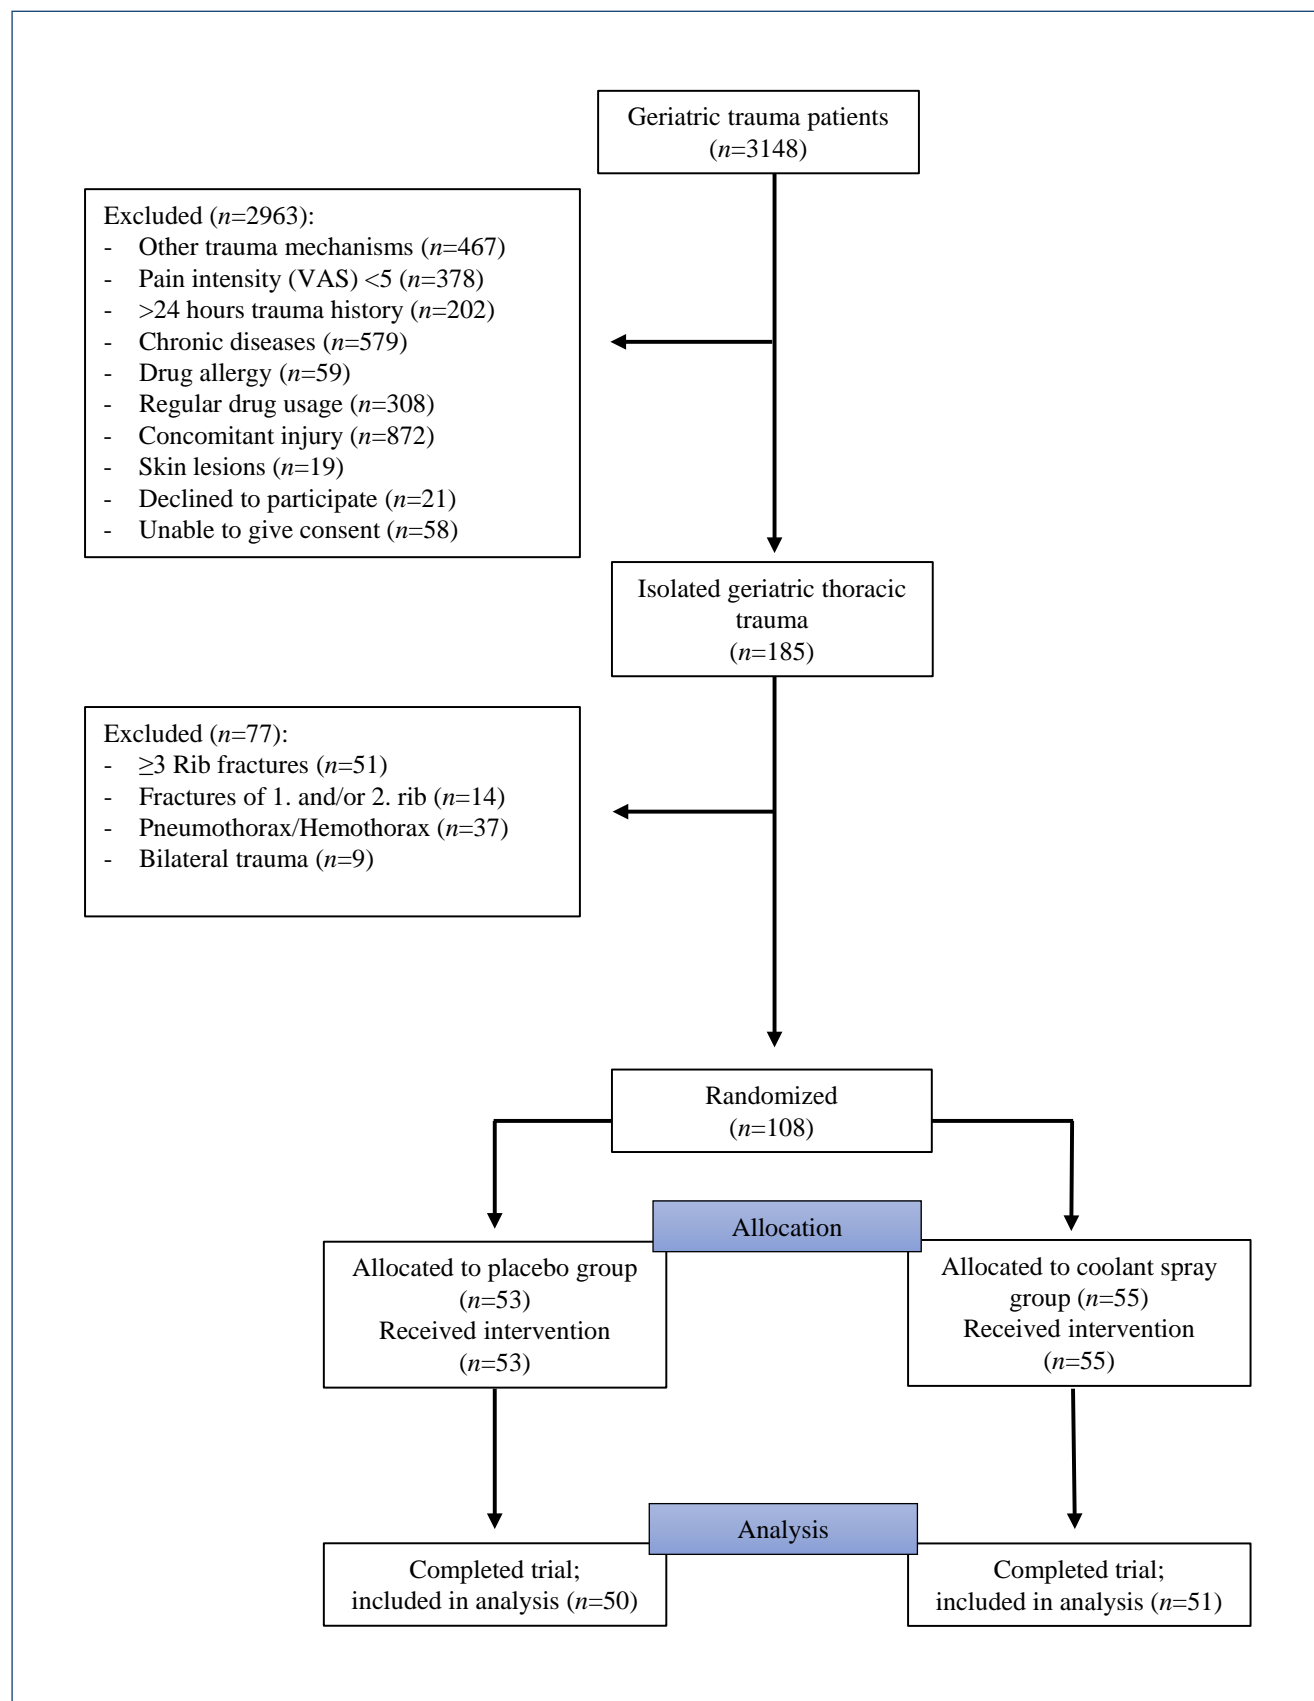 Geriatric trauma patients
(n=3148)
Excluded (n=2963):
- Other trauma mechanisms (n=467)
- Pain intensity (VAS) <5 (n=378)
- >24 hours trauma history (n=202)
- Chronic diseases (n=579)
- Drug allergy (n=59)
- Regular drug usage (n=308)
- Concomitant injury (n=872)
- Skin lesions (n=19)
- Declined to participate (n=21)
- Unable to give consent (n=58)
Isolated geriatric thoracic
trauma
(n=185)
Excluded (n=77):
- ≥3 Rib fractures (n=51)
- Fractures of 1. and/or 2. rib (n=14)
- Pneumothorax/Hemothorax (n=37)
- Bilateral trauma (n=9)
Randomized
(n=108)
Allocation
Allocated to placebo group
(n=53)
Received intervention
(n=53)
Allocated to coolant spray
group (n=55)
Received intervention
(n=55)
Analysis
Completed trial;
included in analysis (n=50)
Completed trial;
included in analysis (n=51)